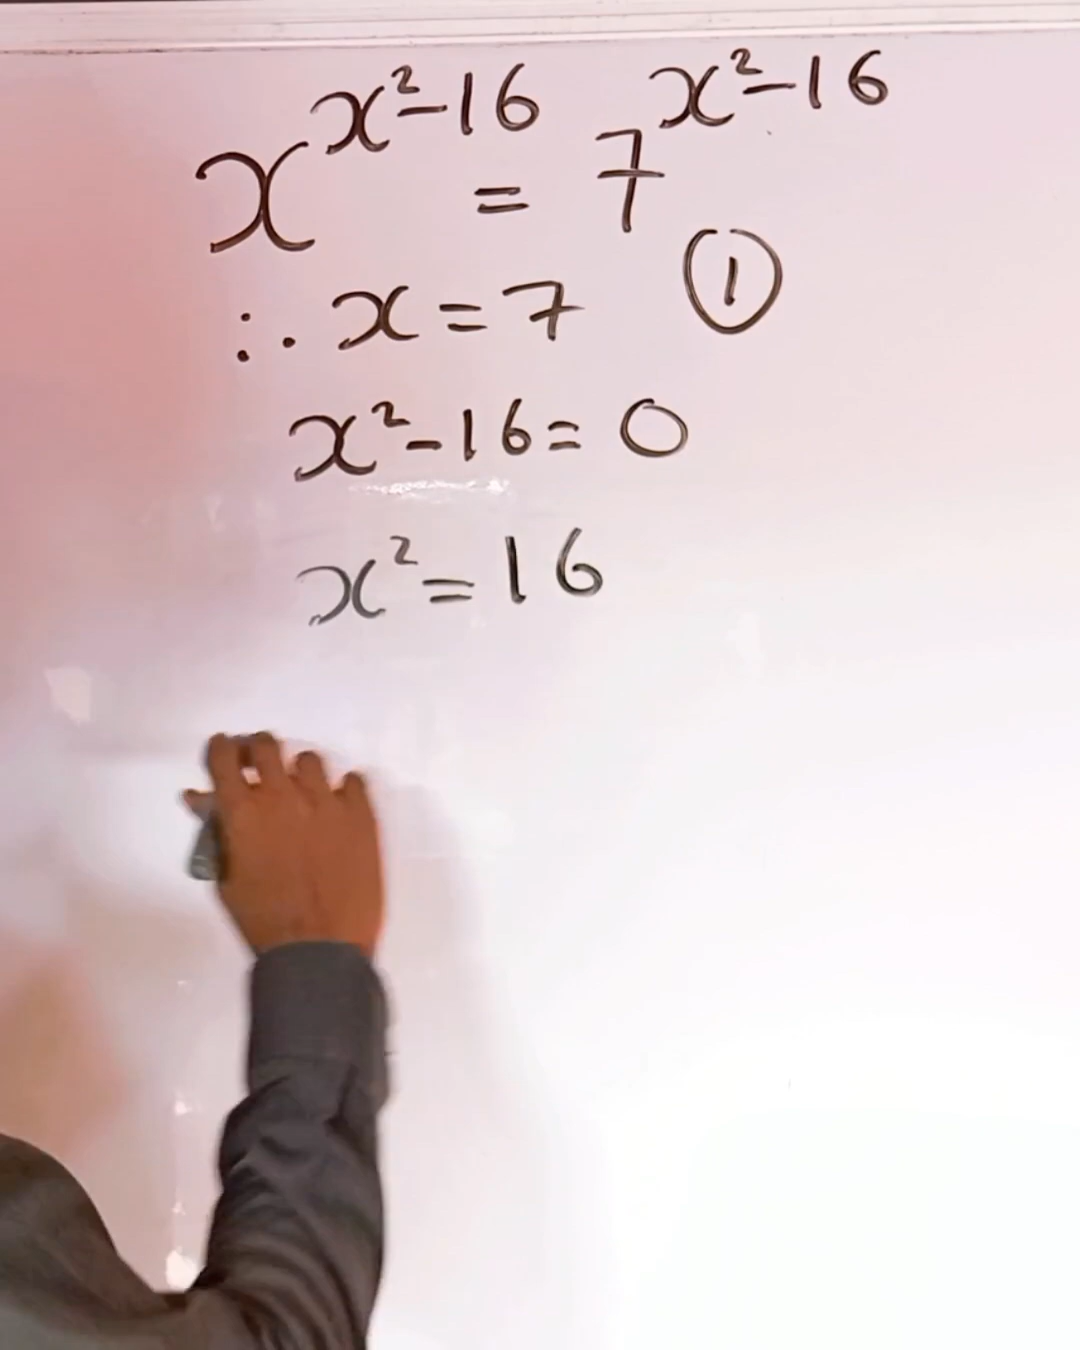 x^{x²-16} = 7^{x²-16}
∴ x = 7 ①
x²-16 = 0
x² = 16